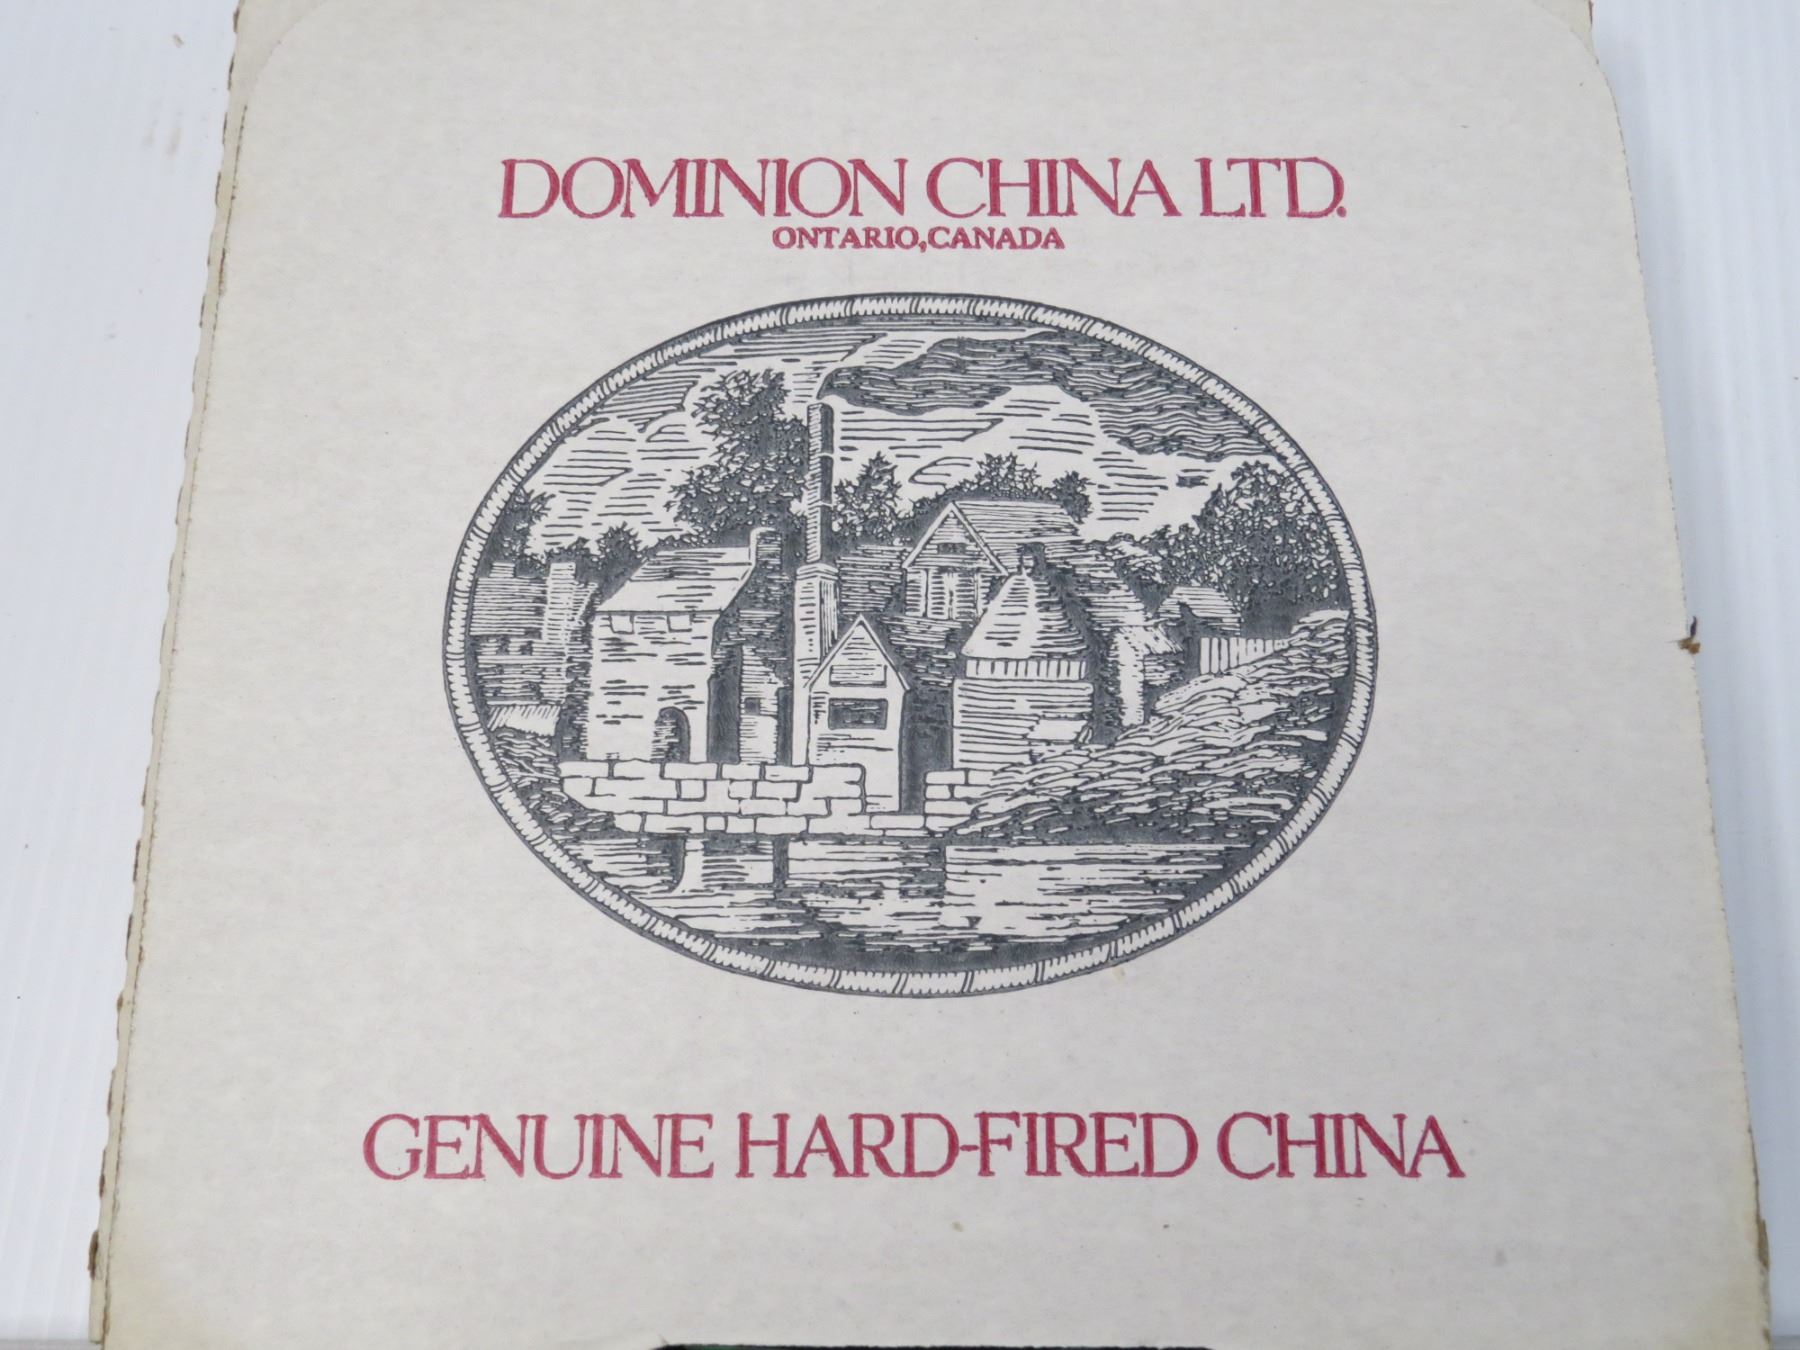 DOMINION CHINA LTD.
ONTARIO, CANADA
GENUINE HARD-FIRED CHINA